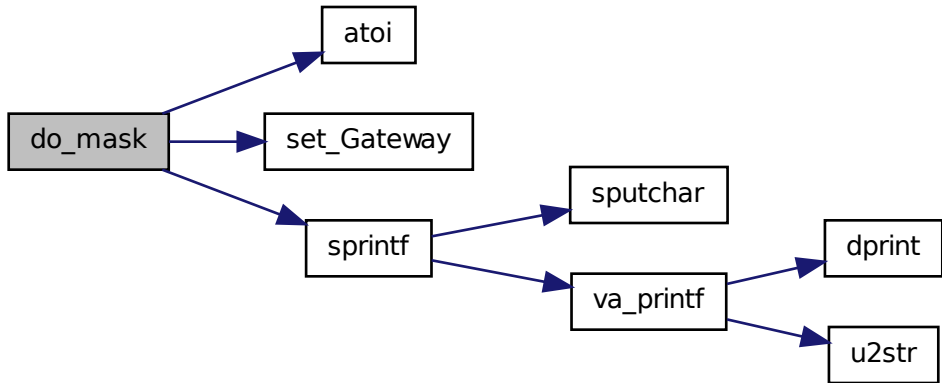 atoi
do_mask
set_Gateway
sputchar
sprintf
dprint
va_printf
u2str